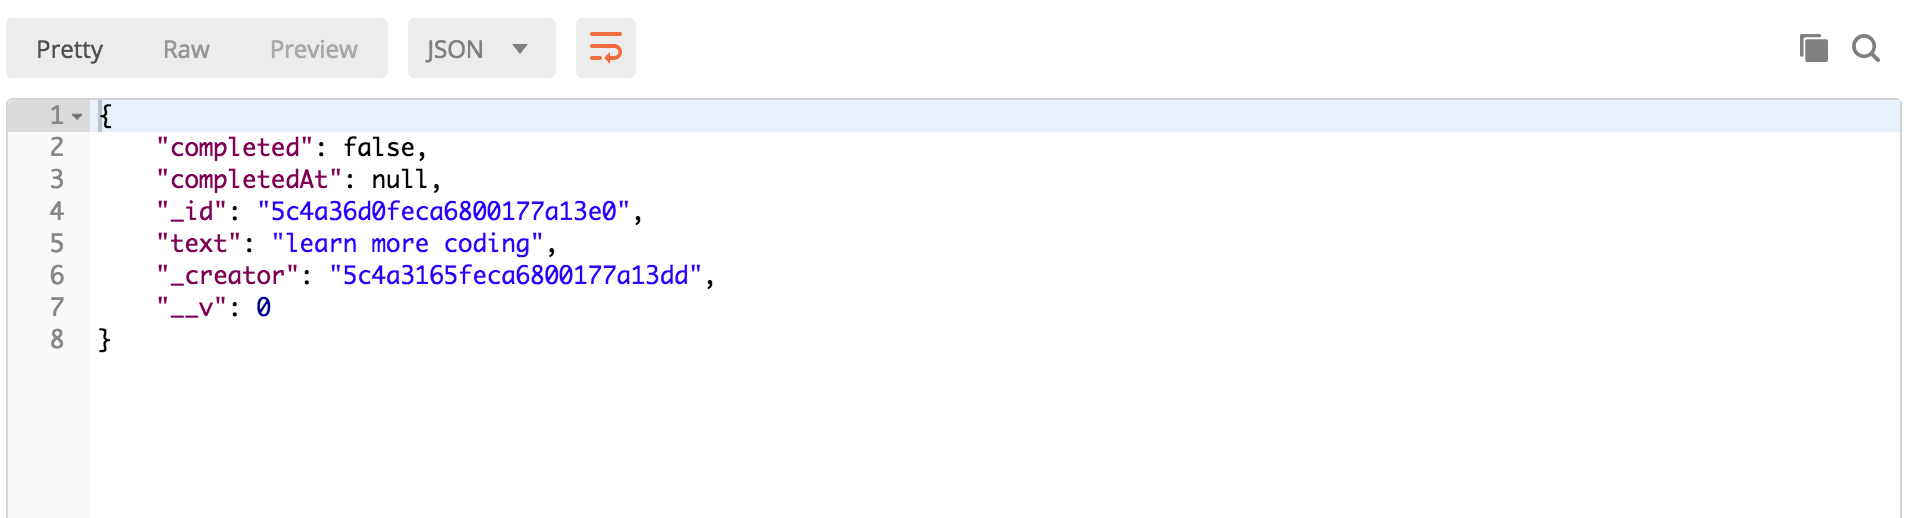 Pretty Raw Preview JSON
1 {
2 "completed": false,
3 "completedAt": null,
4 "_id": "5c4a36d0feca6800177a13e0",
5 "text": "learn more coding",
6 "_creator": "5c4a3165feca6800177a13dd",
7 "__v": 0
8 }